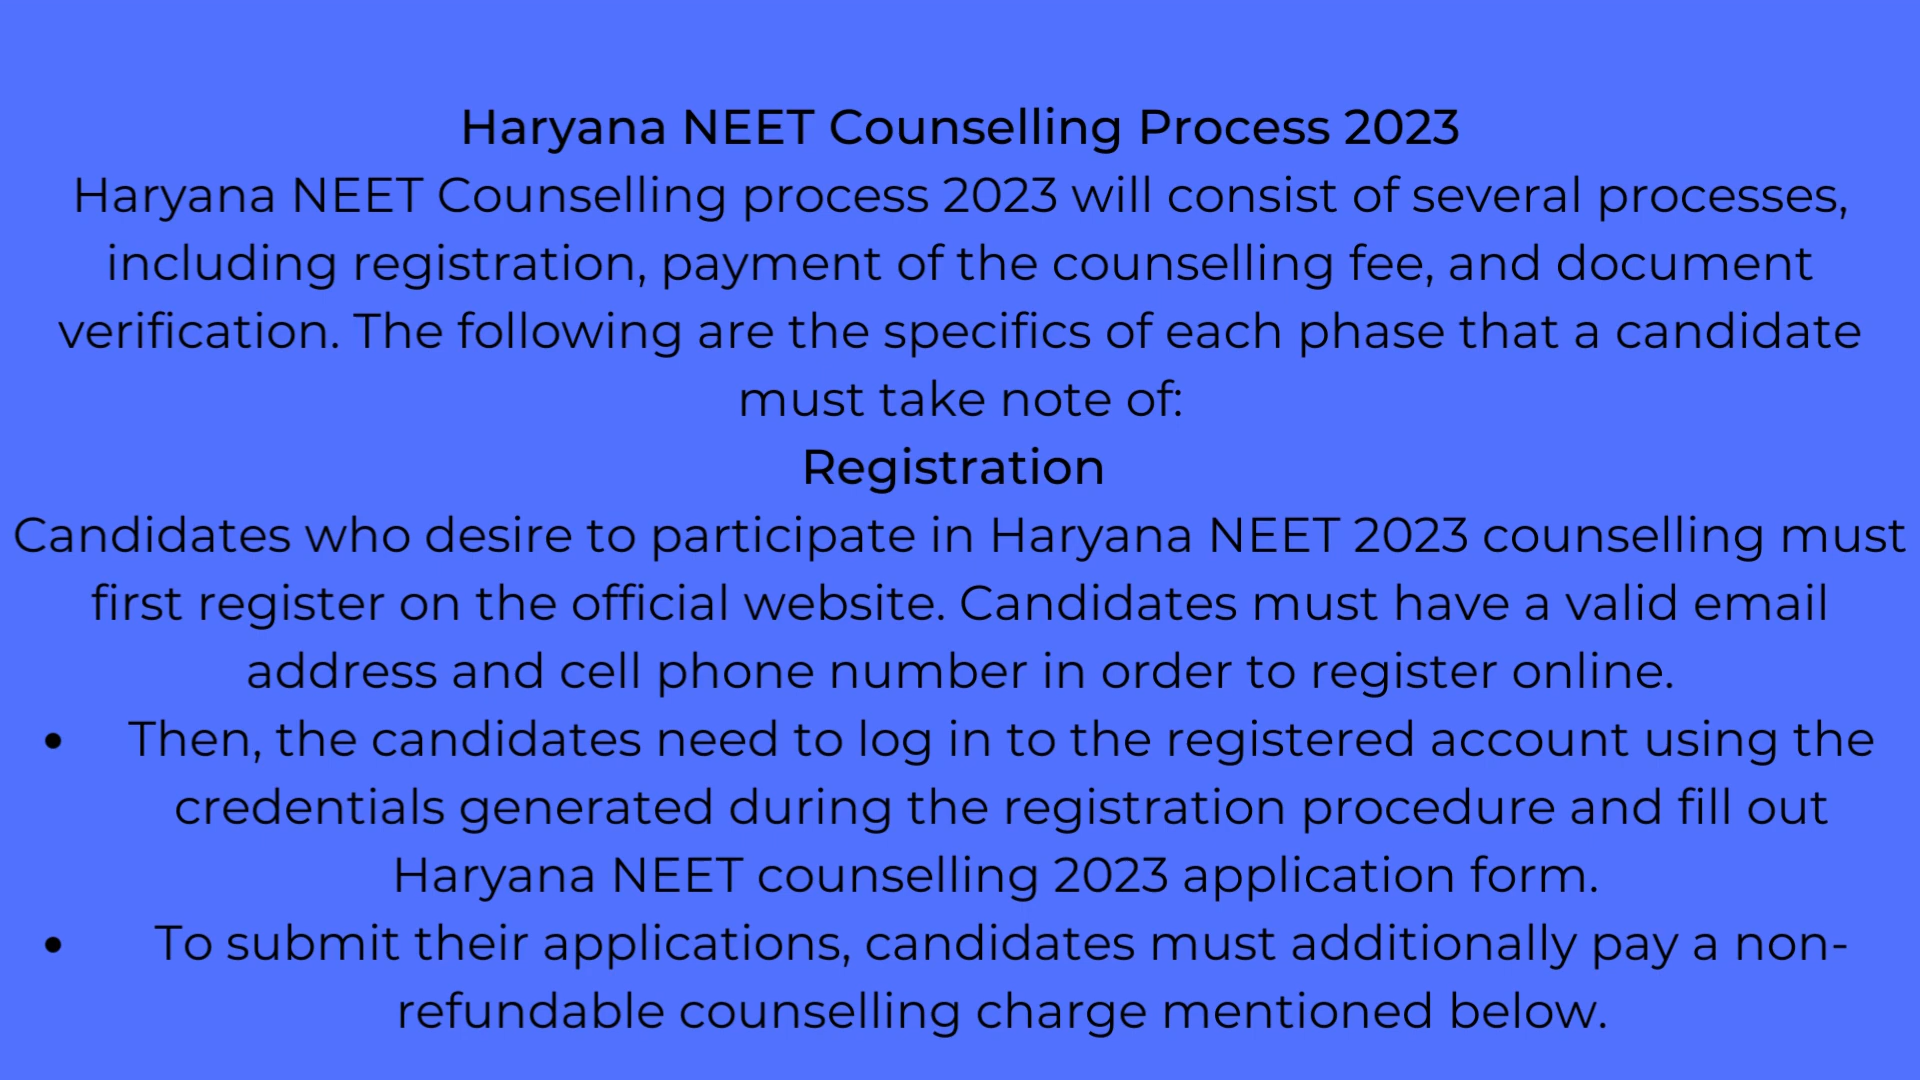 Haryana NEET Counselling Process 2023
Haryana NEET Counselling process 2023 will consist of several processes,
including registration, payment of the counselling fee, and document
verification. The following are the specifics of each phase that a candidate
must take note of:
Registration
Candidates who desire to participate in Haryana NEET 2023 counselling must
first register on the official website. Candidates must have a valid email
address and cell phone number in order to register online.
• Then, the candidates need to log in to the registered account using the
credentials generated during the registration procedure and fill out
Haryana NEET counselling 2023 application form.
• To submit their applications, candidates must additionally pay a non-
refundable counselling charge mentioned below.